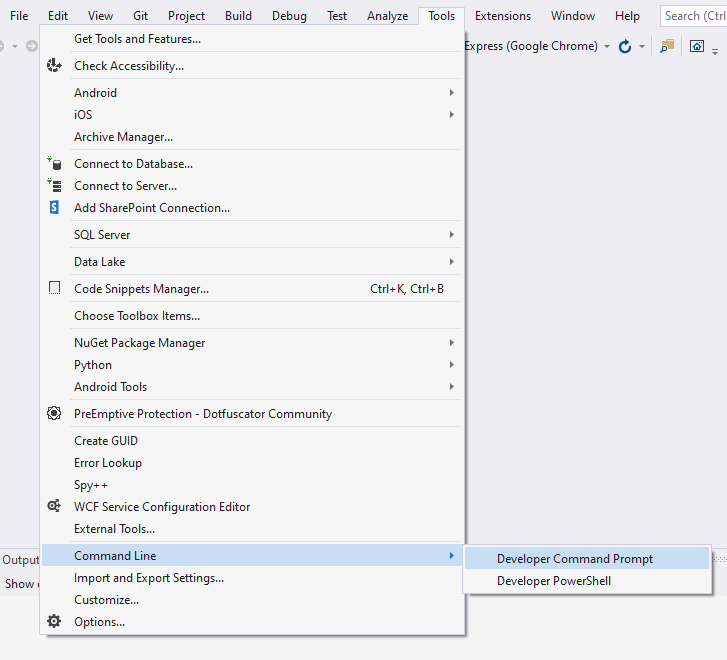 File Edit View Git Project Build Debug Test Analyze Tools Extensions Window Help Search (Ctrl
Express (Google Chrome)
Get Tools and Features...
Check Accessibility...
Android
iOS
Archive Manager...
Connect to Database...
Connect to Server...
Add SharePoint Connection...
SQL Server
Data Lake
Code Snippets Manager... Ctrl+K, Ctrl+B
Choose Toolbox Items...
NuGet Package Manager
Python
Android Tools
PreEmptive Protection - Dotfuscator Community
Create GUID
Error Lookup
Spy++
WCF Service Configuration Editor
External Tools...
Command Line
Import and Export Settings...
Customize...
Options...
Developer Command Prompt
Developer PowerShell
Output
Show